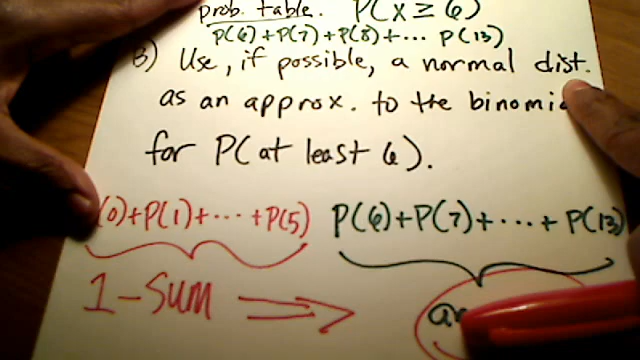 prob. table. P(X ≥ 6)
P(6)+P(7)+P(8)+... P(13)
B) Use, if possible, a normal dist.
as an approx. to the
for P(at least 6).
(0)+P(1)+...+P(5) P(6)+P(7)+...+P(13)
1-Sum ⟹